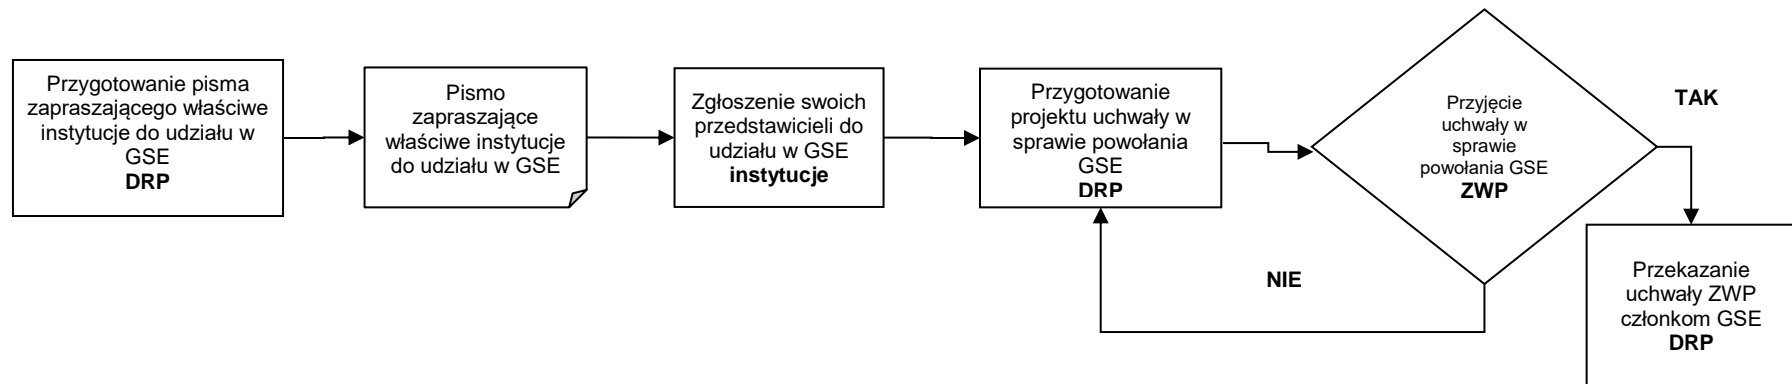 Przygotowanie pisma
zapraszającego właściwe
instytucje do udziału w
GSE
DRP
Pismo
zapraszające
właściwe instytucje
do udziału w GSE
Zgłoszenie swoich
przedstawicieli do
udziału w GSE
instytucje
Przygotowanie
projektu uchwały w
sprawie powołania
GSE
DRP
Przyjęcie
uchwały w
sprawie
powołania GSE
ZWP
TAK
NIE
Przekazanie
uchwały ZWP
członkom GSE
DRP